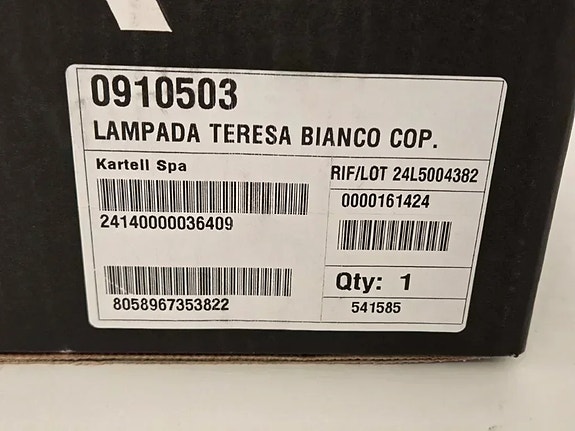 0910503
LAMPADA TERESA BIANCO COP.
Kartell Spa
24140000036409
8058967353822
RIF/LOT 24L5004382
0000161424
Qty: 1
541585